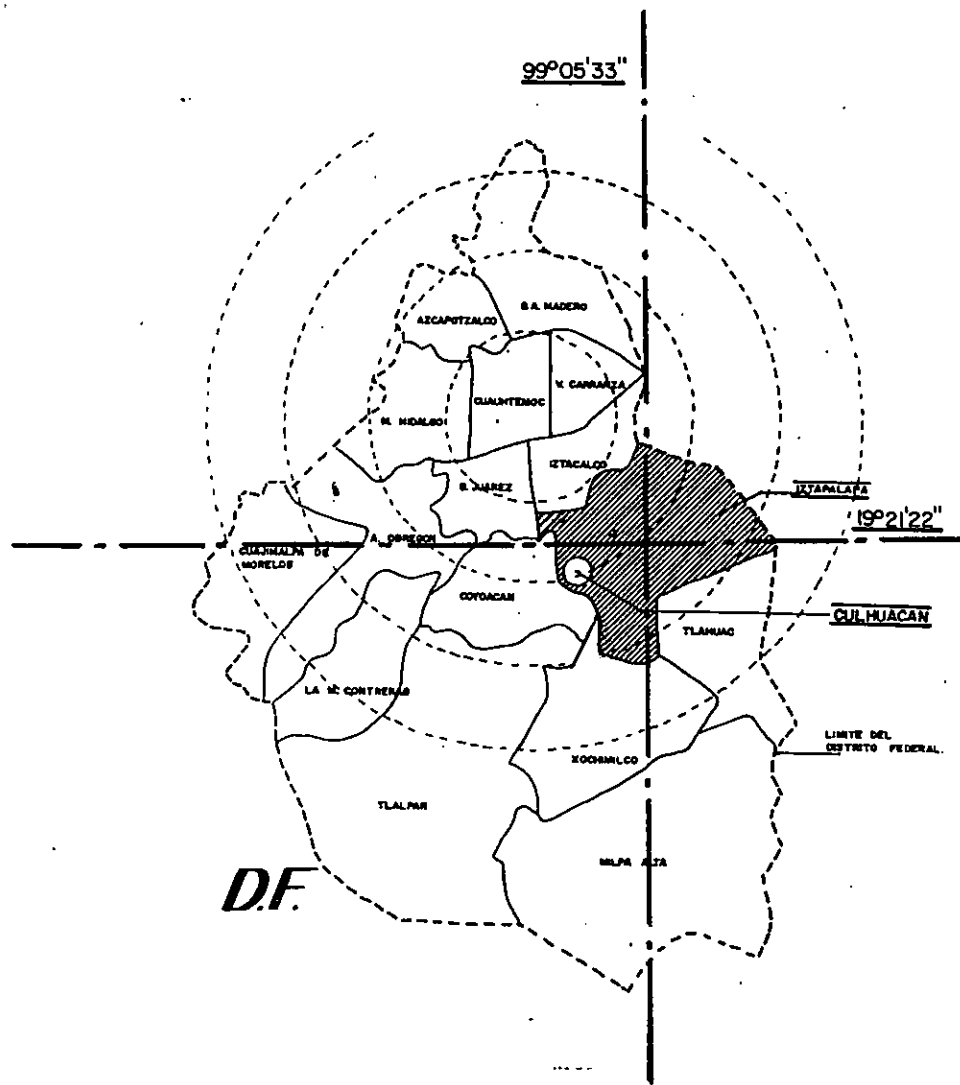 99°05'33"
G.A. MADERO
AZCAPOTZALCO
V. CARRANZA
CUAUHTEMOC
M. HIDALGO
IZTACALCO
B. JUAREZ
IZTAPALAPA
19°21'22"
A. OBREGON
CUAJIMALPA DE
MORELOS
COYOACAN
CULHUACAN
TLAHUAC
LA M. CONTRERAS
LIMITE DEL
DISTRITO FEDERAL.
XOCHIMILCO
TLALPAN
MILPA ALTA
D.F.